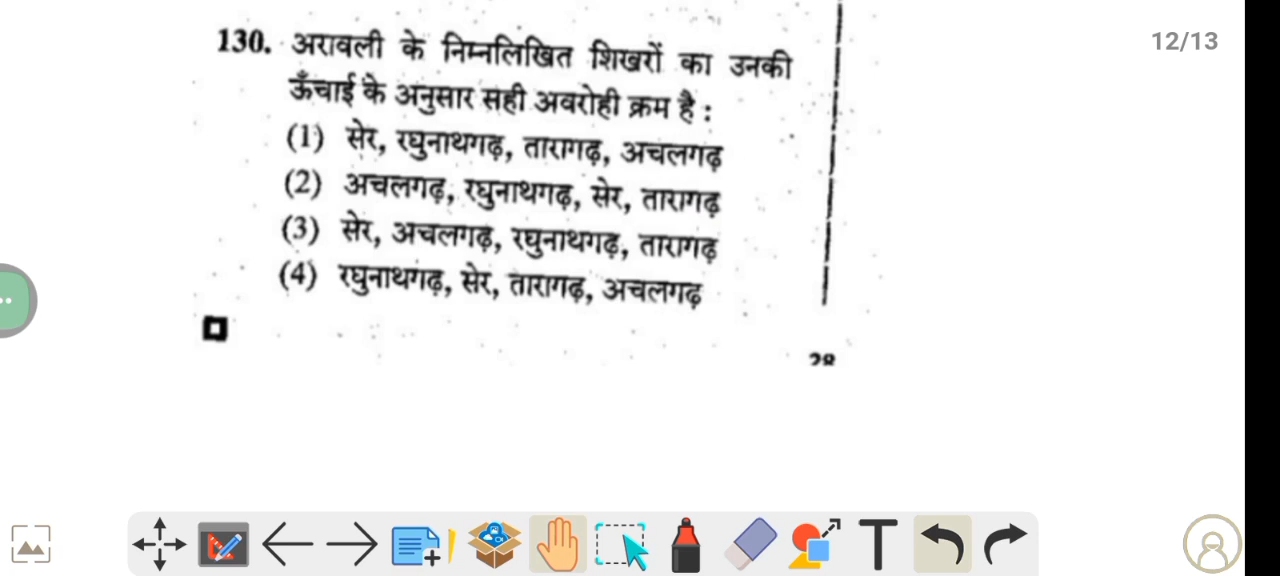 12/13
130. अरावली के निम्नलिखित शिखरों का उनकी
ऊँचाई के अनुसार सही अवरोही क्रम है :
(1) सेर, रघुनाथगढ़, तारागढ़, अचलगढ़
(2) अचलगढ़, रघुनाथगढ़, सेर, तारागढ़
(3) सेर, अचलगढ़, रघुनाथगढ़, तारागढ़
(4) रघुनाथगढ़, सेर, तारागढ़, अचलगढ़
28